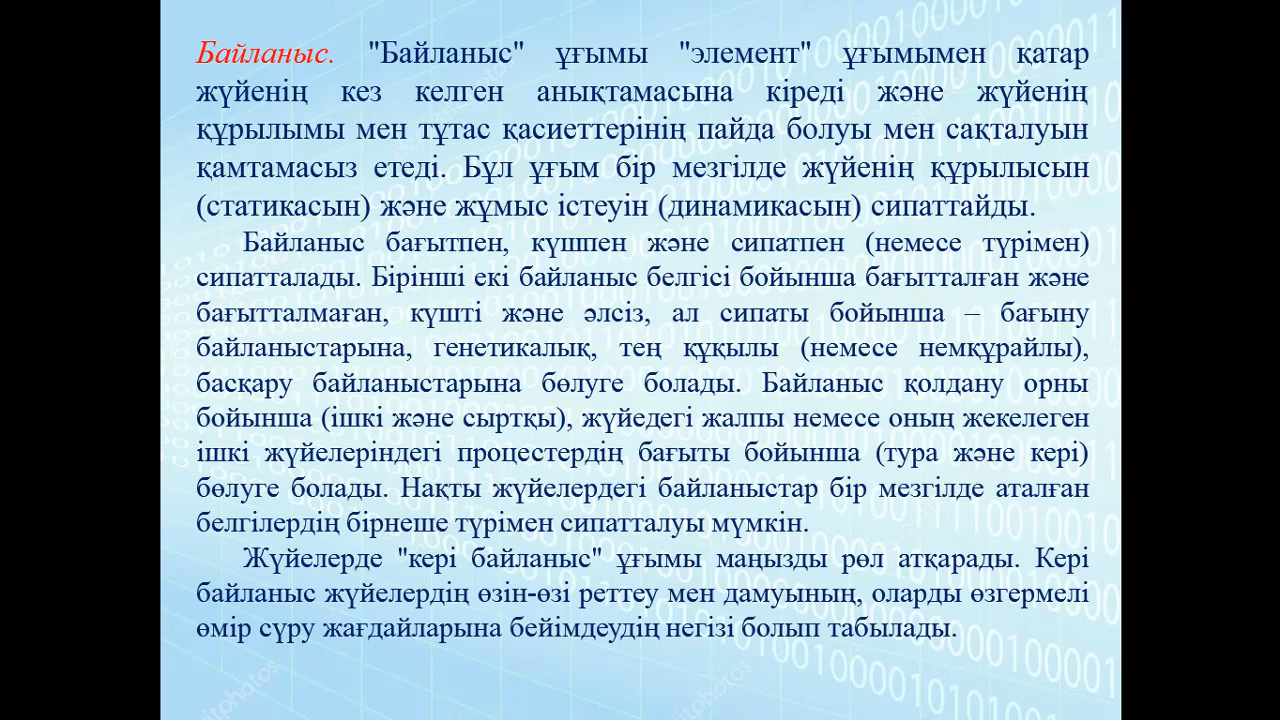 Байланыс. "Байланыс" ұғымы "элемент" ұғымымен қатар
жүйенің кез келген анықтамасына кіреді және жүйенің
құрылымы мен тұтас қасиеттерінің пайда болуы мен сақталуын
қамтамасыз етеді. Бұл ұғым бір мезгілде жүйенің құрылысын
(статикасын) және жұмыс істеуін (динамикасын) сипаттайды.
Байланыс бағытпен, күшпен және сипатпен (немесе түрімен)
сипатталады. Бірінші екі байланыс белгісі бойынша бағытталған және
бағытталмаған, күшті және әлсіз, ал сипаты бойынша – бағыну
байланыстарына, генетикалық, тең құқылы (немесе немқұрайлы),
басқару байланыстарына бөлуге болады. Байланыс қолдану орны
бойынша (ішкі және сыртқы), жүйедегі жалпы немесе оның жекелеген
ішкі жүйелеріндегі процестердің бағыты бойынша (тура және кері)
бөлуге болады. Нақты жүйелердегі байланыстар бір мезгілде аталған
белгілердің бірнеше түрімен сипатталуы мүмкін.
Жүйелерде "кері байланыс" ұғымы маңызды рөл атқарады. Кері
байланыс жүйелердің өзін-өзі реттеу мен дамуының, оларды өзгермелі
өмір сүру жағдайларына бейімдеудің негізі болып табылады.